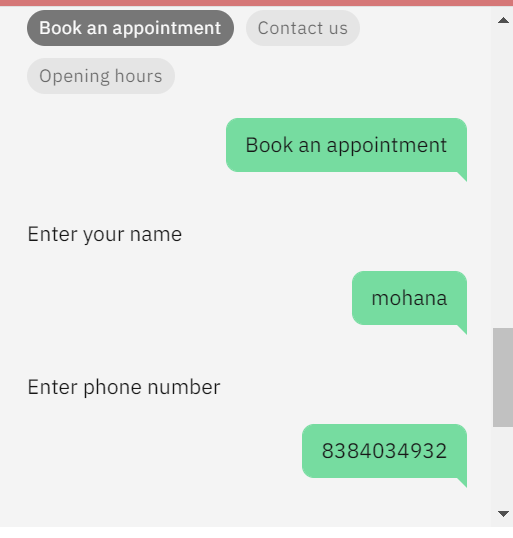 Book an appointment
Contact us
Opening hours
Book an appointment
Enter your name
mohana
Enter phone number
8384034932